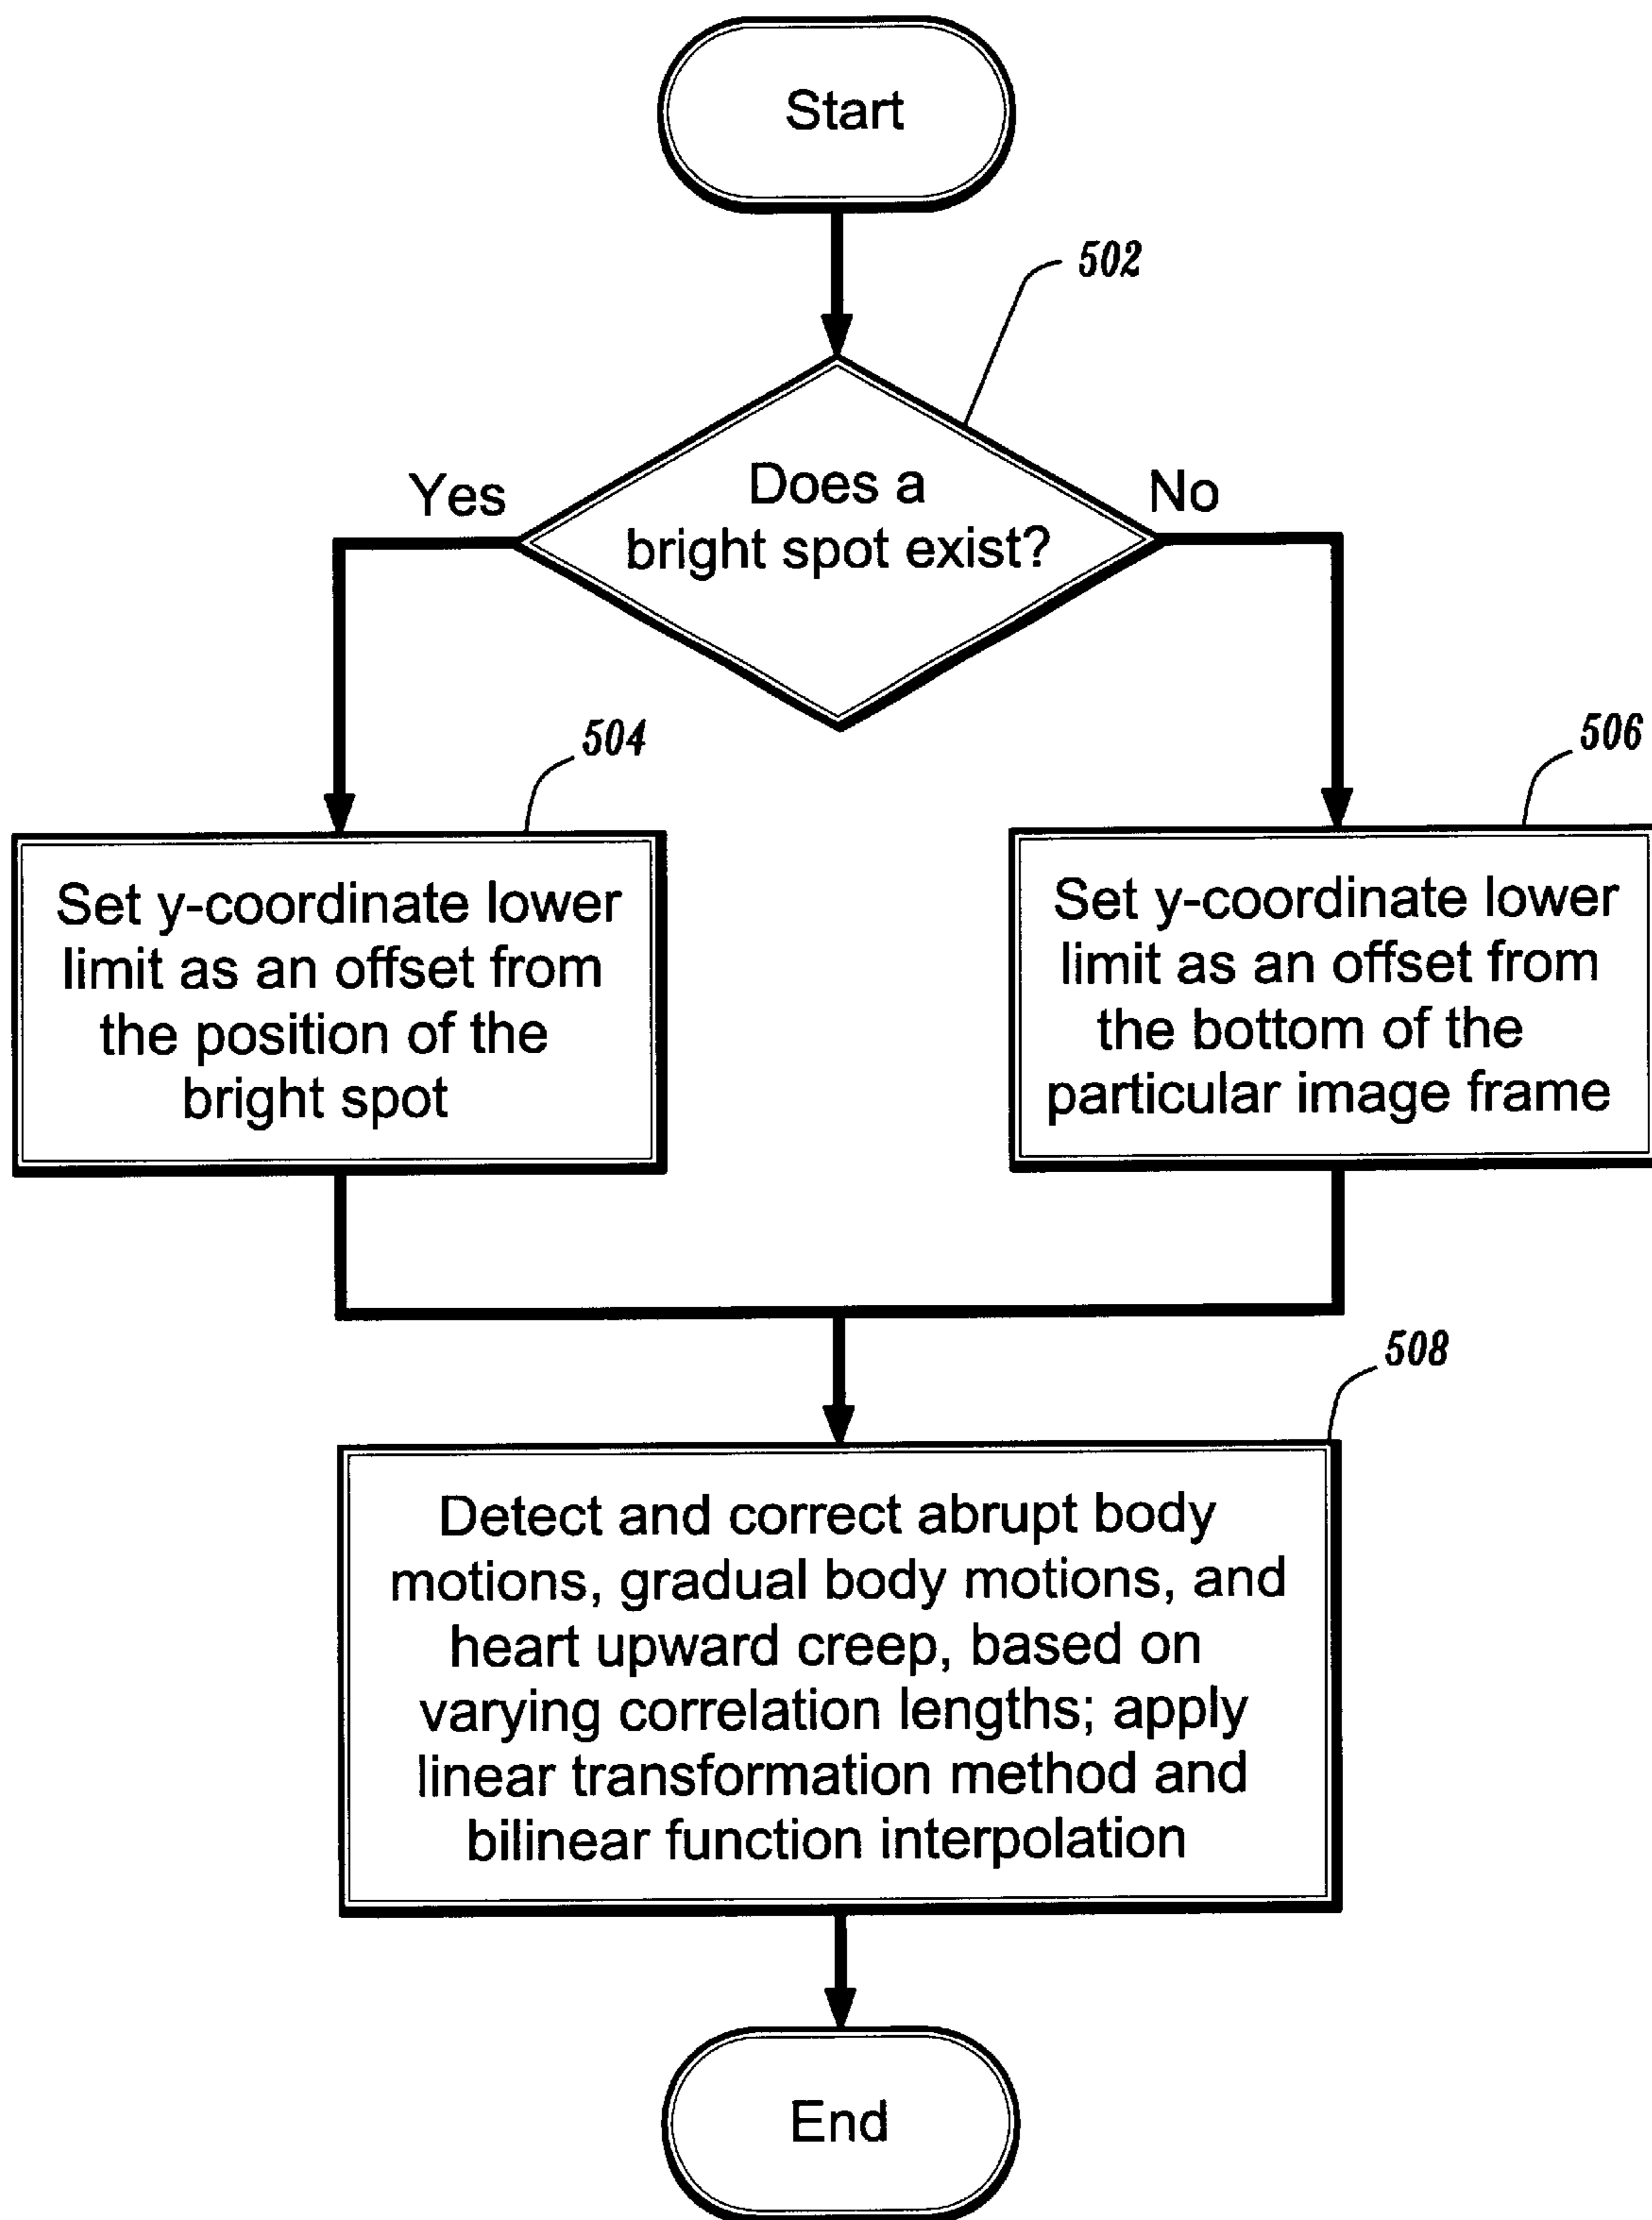 Start
502
Does a
bright spot exist?
Yes
No
504
506
Set y-coordinate lower
limit as an offset from
the position of the
bright spot
Set y-coordinate lower
limit as an offset from
the bottom of the
particular image frame
508
Detect and correct abrupt body
motions, gradual body motions, and
heart upward creep, based on
varying correlation lengths; apply
linear transformation method and
bilinear function interpolation
End